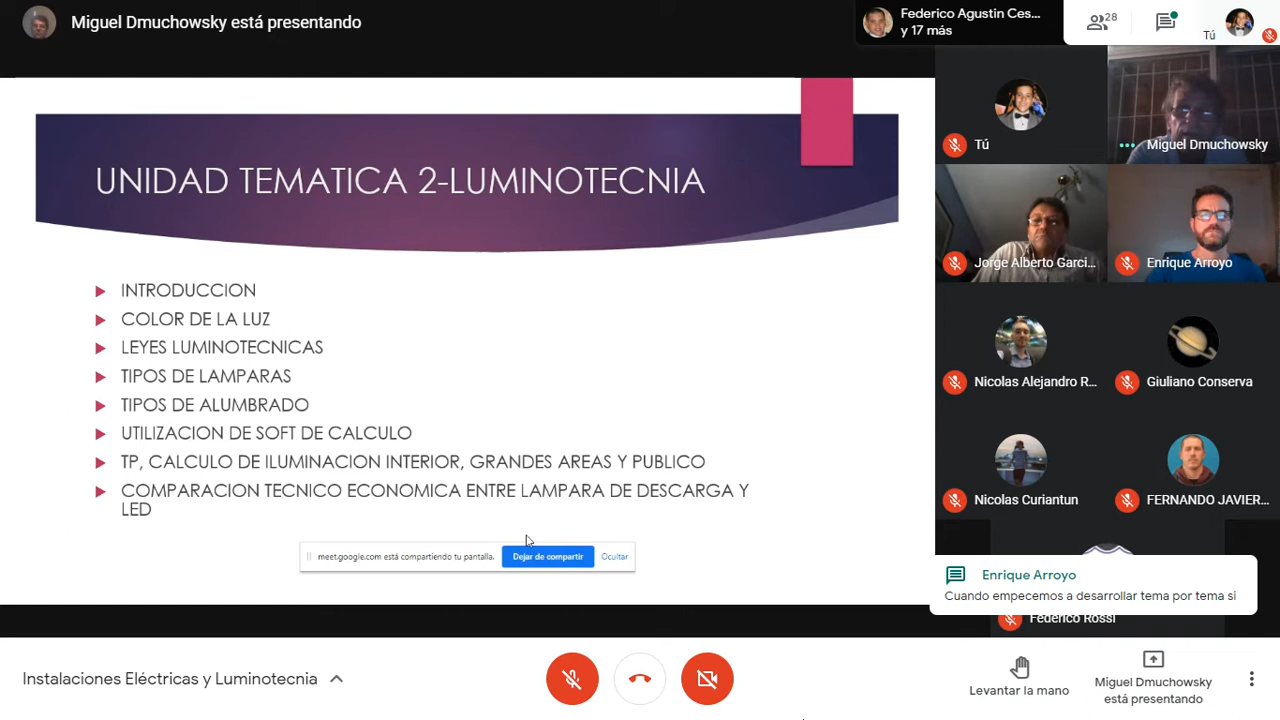 Miguel Dmuchowsky está presentando
Federico Agustin Ces...
y 17 más
28
Tú
UNIDAD TEMATICA 2-LUMINOTECNIA
INTRODUCCION
COLOR DE LA LUZ
LEYES LUMINOTECNICAS
TIPOS DE LAMPARAS
TIPOS DE ALUMBRADO
UTILIZACION DE SOFT DE CALCULO
TP, CALCULO DE ILUMINACION INTERIOR, GRANDES AREAS Y PUBLICO
COMPARACION TECNICO ECONOMICA ENTRE LAMPARA DE DESCARGA Y
LED
meet.google.com está compartiendo tu pantalla.
Dejar de compartir
Ocultar
Tú
Miguel Dmuchowsky
Jorge Alberto Garci...
Enrique Arroyo
Nicolas Alejandro R...
Giuliano Conserva
Nicolas Curiantun
FERNANDO JAVIER...
Enrique Arroyo
Cuando empecemos a desarrollar tema por tema si
Federico Rossi
Instalaciones Eléctricas y Luminotecnia
Levantar la mano
Miguel Dmuchowsky
está presentando